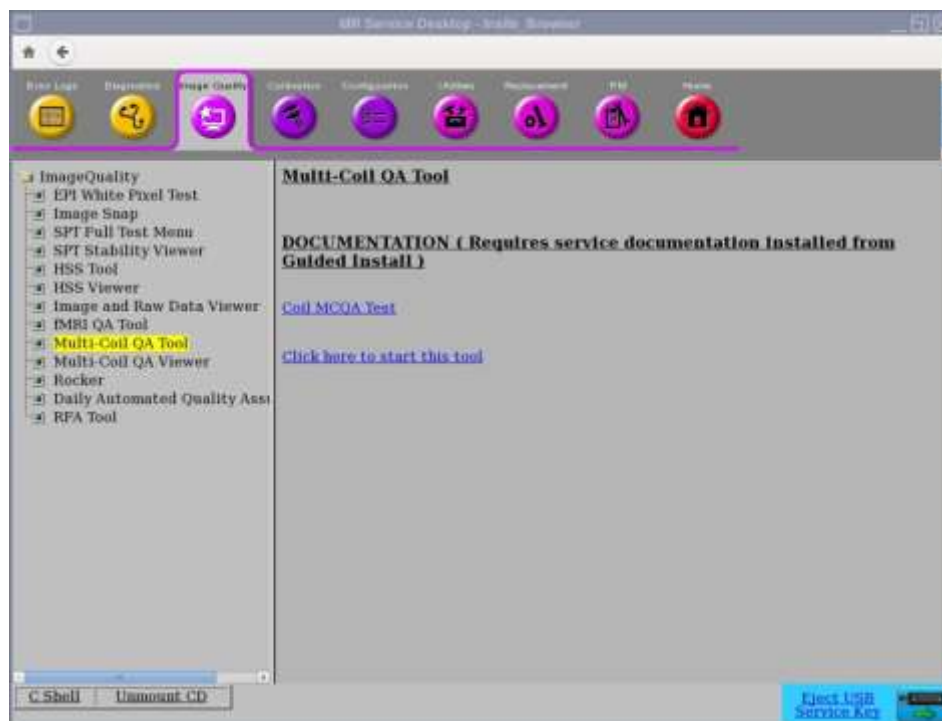 MR Service Desktop - Insite Browser
Error Logs
Diagnostics
Image Quality
Calibration
Configuration
Utilities
Replacement
PM
Home
ImageQuality
EPI White Pixel Test
Image Snap
SPT Full Test Menu
SPT Stability Viewer
HSS Tool
HSS Viewer
Image and Raw Data Viewer
fMRI QA Tool
Multi-Coil QA Tool
Multi-Coil QA Viewer
Rocker
Daily Automated Quality Assu
RFA Tool
Multi-Coil QA Tool
DOCUMENTATION ( Requires service documentation installed from
Guided Install )
Coil MCQA Test
Click here to start this tool
C Shell
Unmount CD
Eject USB
Service Key